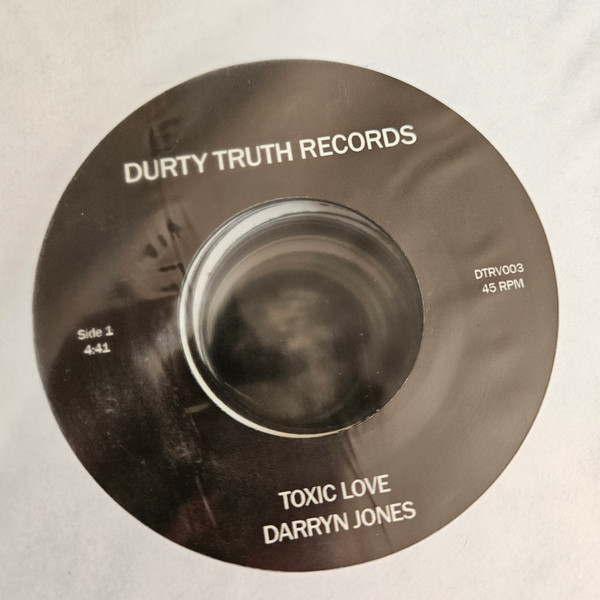 DURTY TRUTH RECORDS
DTRV003
45 RPM
Side 1
4:41
TOXIC LOVE
DARRYN JONES